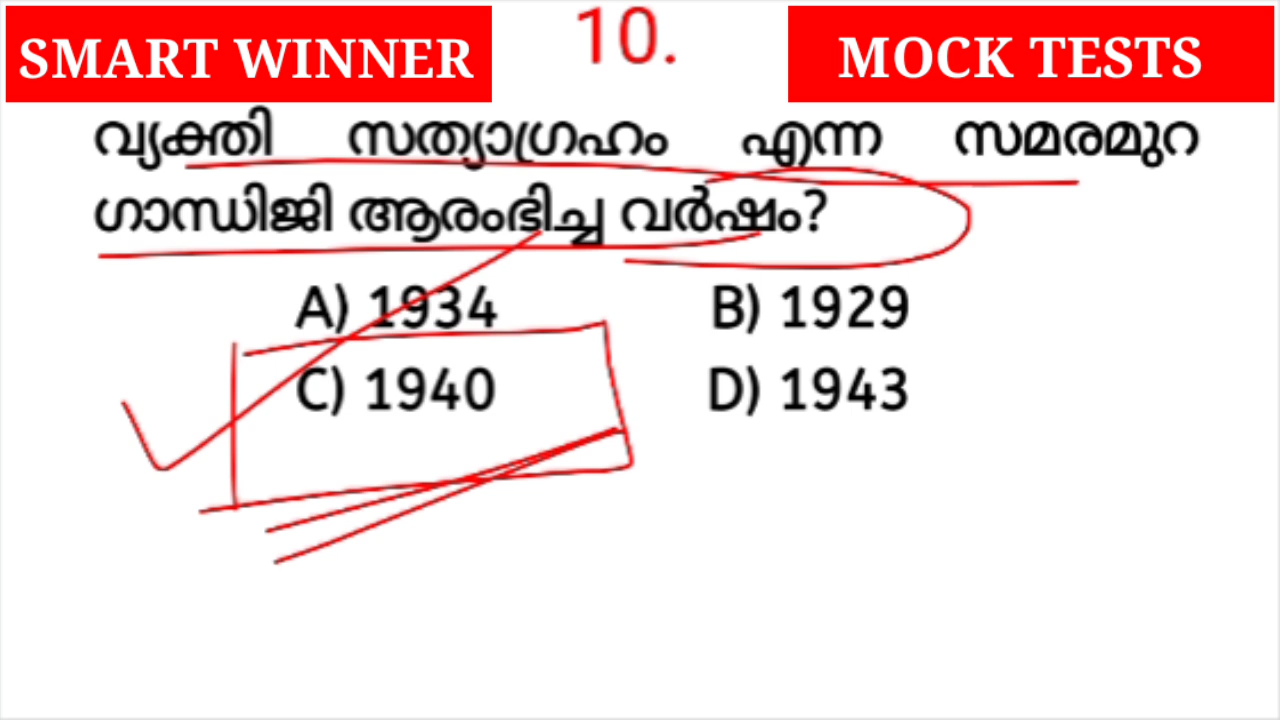 SMART WINNER
10.
MOCK TESTS
വ്യക്തി സത്യാഗ്രഹം എന്ന സമരമുറ
ഗാന്ധിജി ആരംഭിച്ച വർഷം?
A) 1934 B) 1929
C) 1940 D) 1943